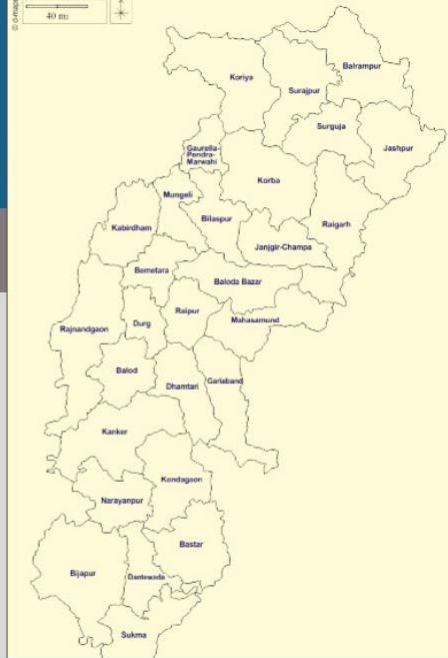 © d-maps
40 mi
Balrampur
Koriya
Surajpur
Surguja
Jashpur
Gaurella-
Pendra-
Marwahi
Korba
Mungeli
Bilaspur
Raigarh
Kabirdham
Janjgir-Champa
Bemetara
Baloda Bazar
Raipur
Mahasamund
Durg
Rajnandgaon
Balod
Dhamtari
Gariaband
Kanker
Kondagaon
Narayanpur
Bastar
Bijapur
Dantewada
Sukma